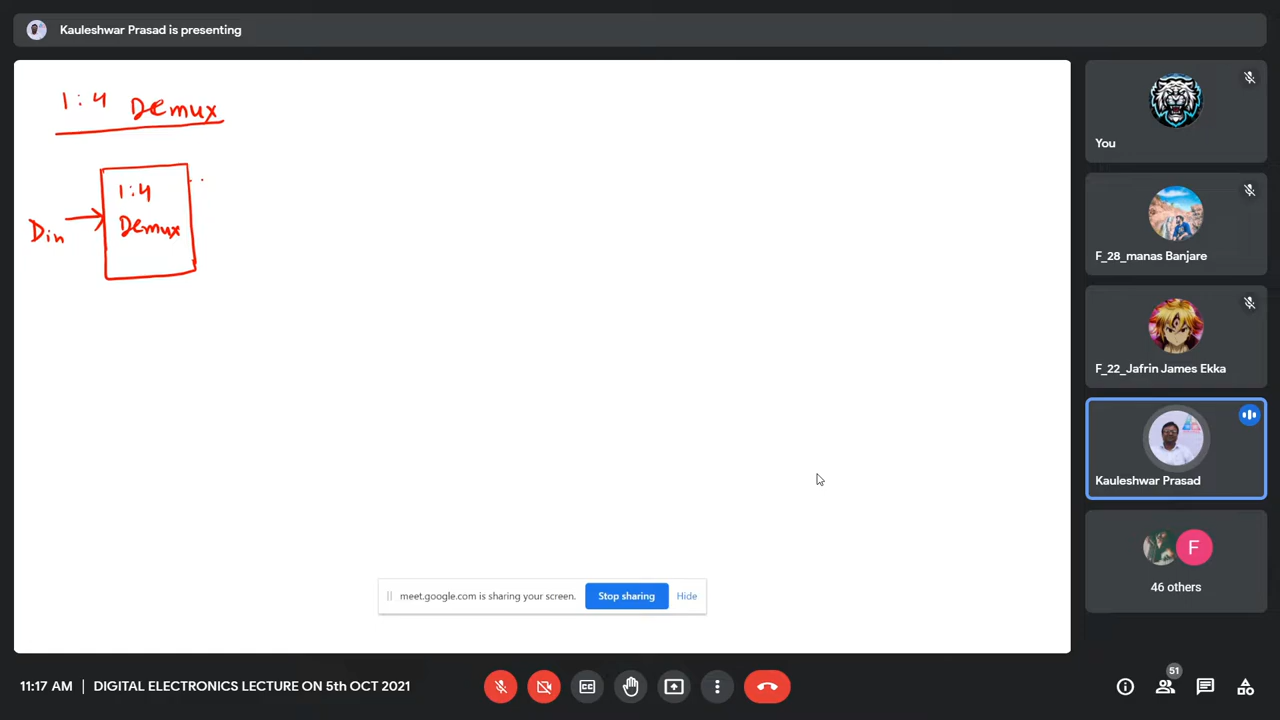 Kauleshwar Prasad is presenting
1:4 Demux
1:4
Demux
Din
You
F_28_manas Banjare
F_22_Jafrin James Ekka
Kauleshwar Prasad
F
46 others
meet.google.com is sharing your screen.
Stop sharing
Hide
11:17 AM | DIGITAL ELECTRONICS LECTURE ON 5th OCT 2021
CC
51